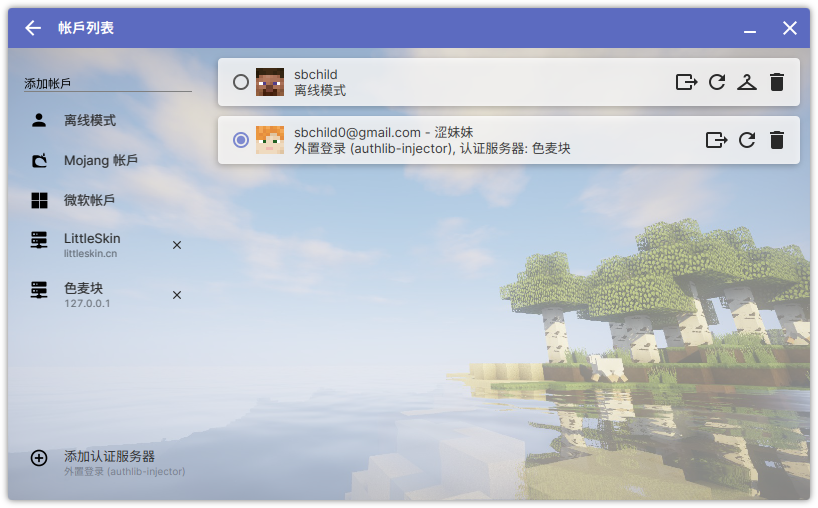 帐戶列表
添加帐戶
离线模式
Mojang 帐戶
微软帐戶
LittleSkin
littleskin.cn
色麦块
127.0.0.1
添加认证服务器
外置登录 (authlib-injector)
sbchild
离线模式
sbchild0@gmail.com - 涩妹妹
外置登录 (authlib-injector), 认证服务器: 色麦块